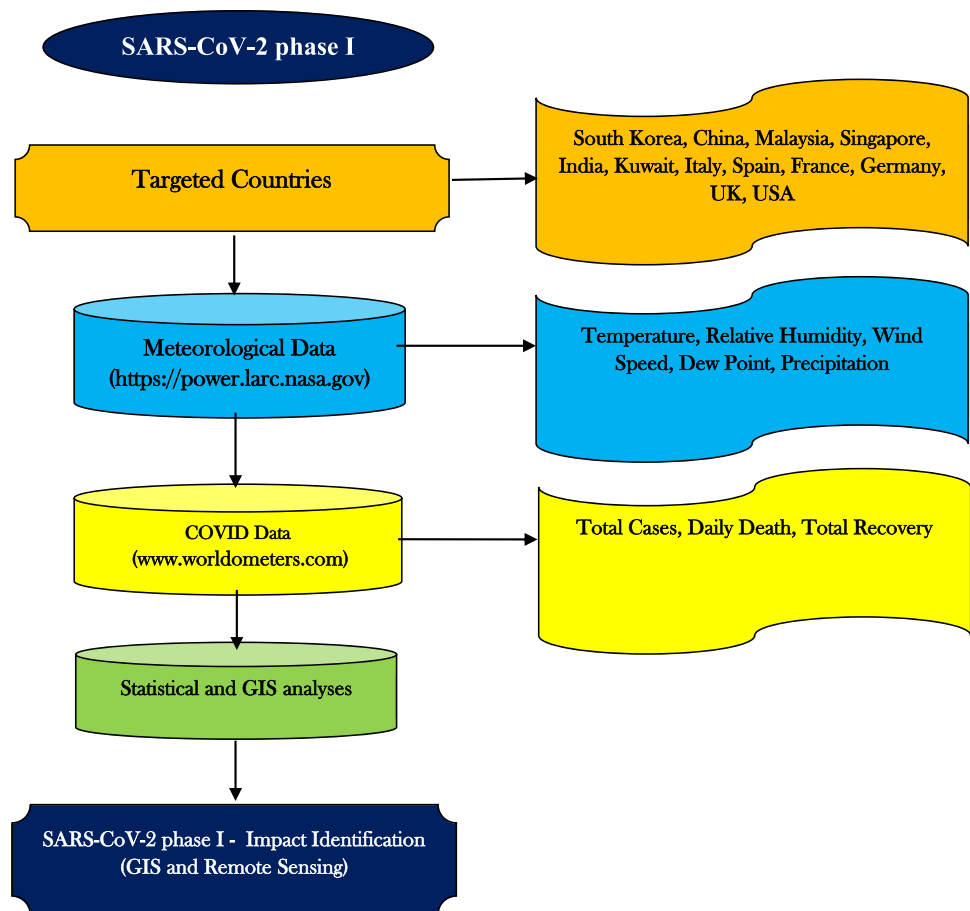 SARS-CoV-2 phase I
Targeted Countries
South Korea, China, Malaysia, Singapore,
India, Kuwait, Italy, Spain, France, Germany,
UK, USA
Meteorological Data
(https://power.larc.nasa.gov)
Temperature, Relative Humidity, Wind
Speed, Dew Point, Precipitation
COVID Data
(www.worldometers.com)
Total Cases, Daily Death, Total Recovery
Statistical and GIS analyses
SARS-CoV-2 phase I - Impact Identification
(GIS and Remote Sensing)